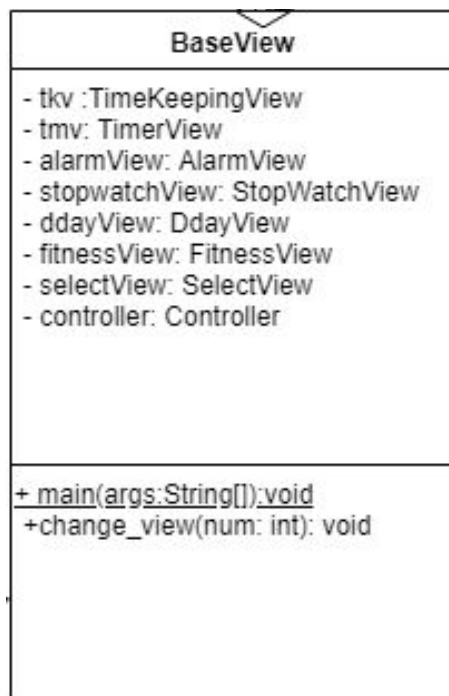 BaseView
- tkv :TimeKeepingView
- tmv: TimerView
- alarmView: AlarmView
- stopwatchView: StopWatchView
- ddayView: DdayView
- fitnessView: FitnessView
- selectView: SelectView
- controller: Controller
+ main(args:String[]):void
+change_view(num: int): void